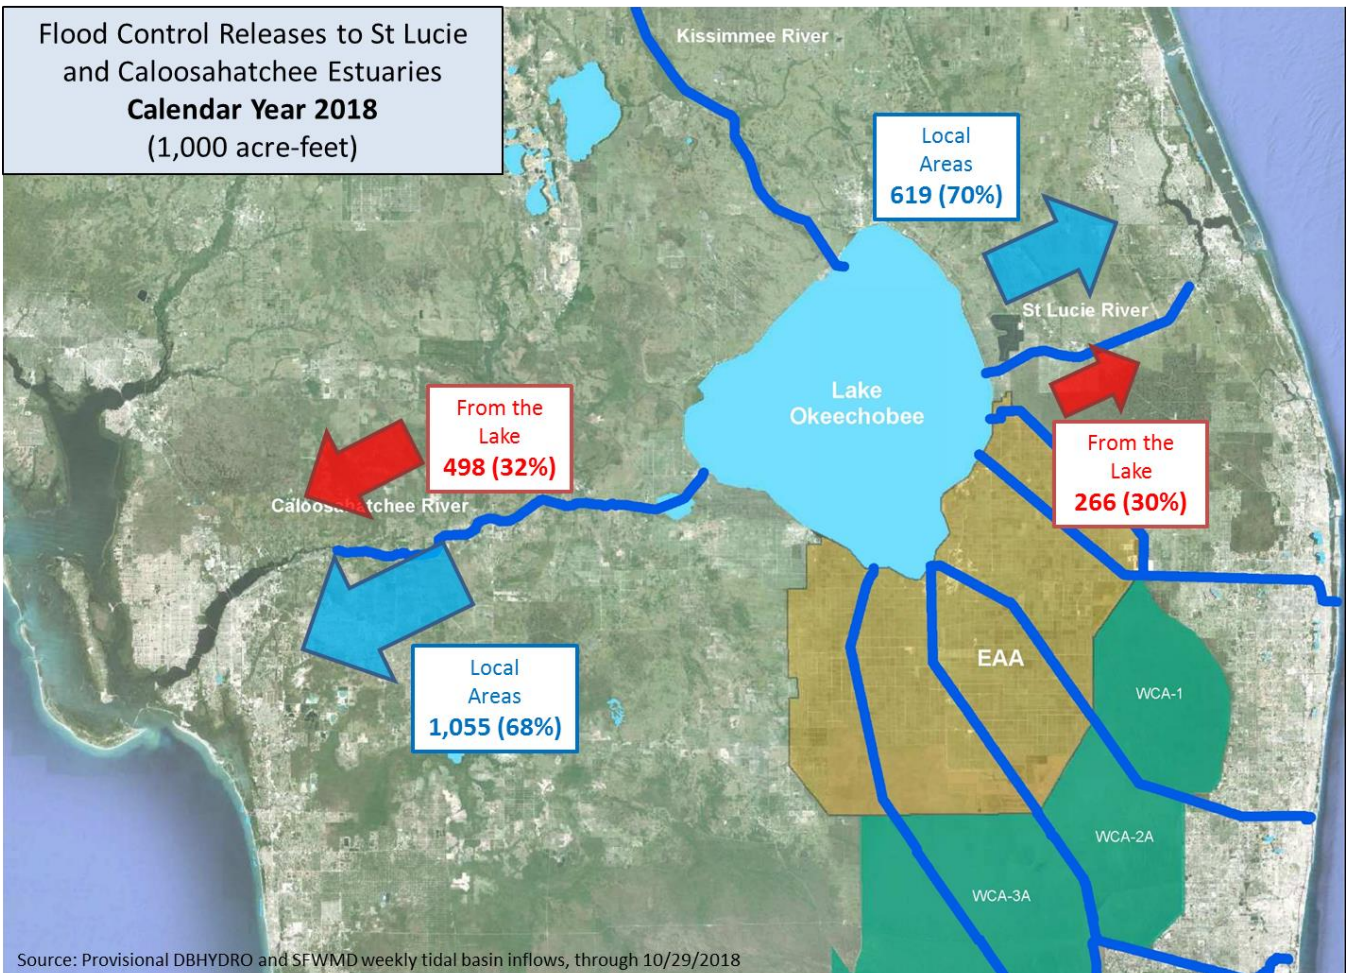 Flood Control Releases to St Lucie
and Caloosahatchee Estuaries
Calendar Year 2018
(1,000 acre-feet)
Kissimmee River
Local
Areas
619 (70%)
St Lucie River
Lake
Okeechobee
From the
Lake
498 (32%)
From the
Lake
266 (30%)
Caloosahatchee River
Local
Areas
1,055 (68%)
EAA
WCA-1
WCA-2A
WCA-3A
Source: Provisional DBHYDRO and SFWMD weekly tidal basin inflows, through 10/29/2018